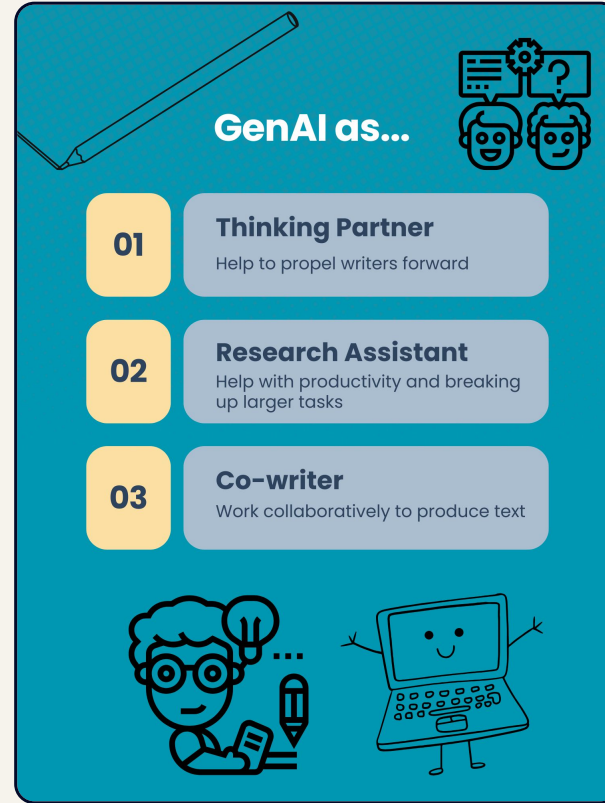 GenAI as...
01
Thinking Partner
Help to propel writers forward
02
Research Assistant
Help with productivity and breaking
up larger tasks
03
Co-writer
Work collaboratively to produce text
?
...